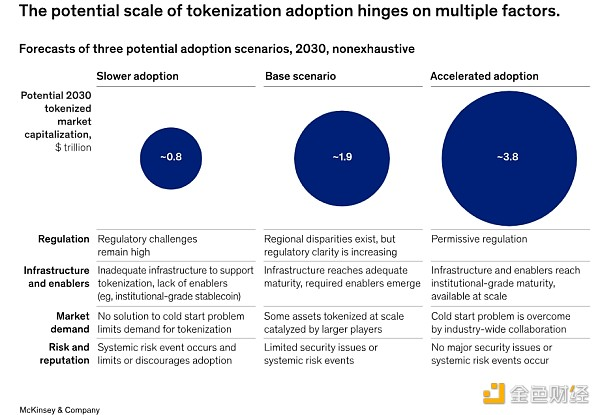 The potential scale of tokenization adoption hinges on multiple factors.
Forecasts of three potential adoption scenarios, 2030, nonexhaustive
Slower adoption
Base scenario
Accelerated adoption
Potential 2030
tokenized
market
capitalization,
$ trillion
~0.8
~1.9
~3.8
Regulation
Regulatory challenges
remain high
Regional disparities exist, but
regulatory clarity is increasing
Permissive regulation
Infrastructure
and enablers
Inadequate infrastructure to support
tokenization, lack of enablers
(eg, institutional-grade stablecoin)
Infrastructure reaches adequate
maturity, required enablers emerge
Infrastructure and enablers reach
institutional-grade maturity,
available at scale
Market
demand
No solution to cold start problem
limits demand for tokenization
Some assets tokenized at scale
catalyzed by larger players
Cold start problem is overcome
by industry-wide collaboration
Risk and
reputation
Systemic risk event occurs and
limits or discourages adoption
Limited security issues or
systemic risk events
No major security issues or
systemic risk events occur
McKinsey & Company
金色财经